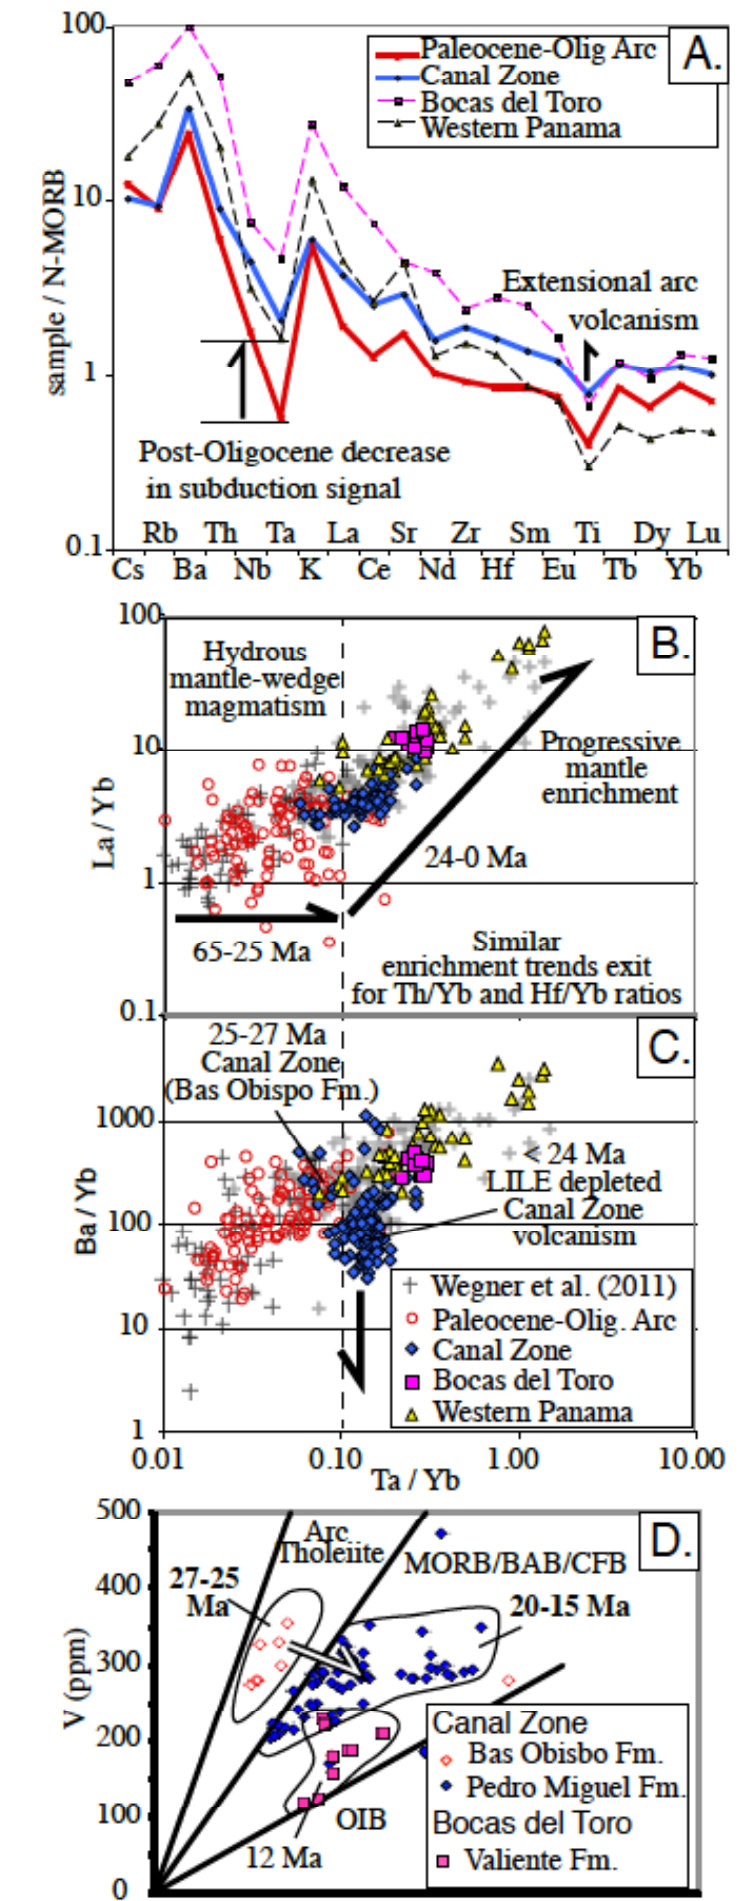 100
A.
Paleocene-Olig Arc
Canal Zone
Bocas del Toro
Western Panama
10
sample / N-MORB
Extensional arc
volcanism
1
Post-Oligocene decrease
in subduction signal
0.1
Rb Th Ta La Sr Zr Sm Ti Dy Lu
Cs Ba Nb K Ce Nd Hf Eu Tb Yb
100
B.
Hydrous
mantle-wedge
magmatism
10
Progressive
mantle
enrichment
La / Yb
24-0 Ma
1
65-25 Ma
Similar
enrichment trends exit
for Th/Yb and Hf/Yb ratios
0.1
C.
25-27 Ma
Canal Zone
(Bas Obispo Fm.)
1000
< 24 Ma
LILE depleted
Canal Zone
volcanism
Ba / Yb
100
Wegner et al. (2011)
Paleocene-Olig. Arc
Canal Zone
Bocas del Toro
Western Panama
10
1
0.01 0.10 1.00 10.00
Ta / Yb
500
D.
Arc
Tholeiite
MORB/BAB/CFB
27-25
Ma
400
20-15 Ma
300
V (ppm)
200
Canal Zone
Bas Obisbo Fm.
Pedro Miguel Fm.
Bocas del Toro
Valiente Fm.
100
OIB
12 Ma
0